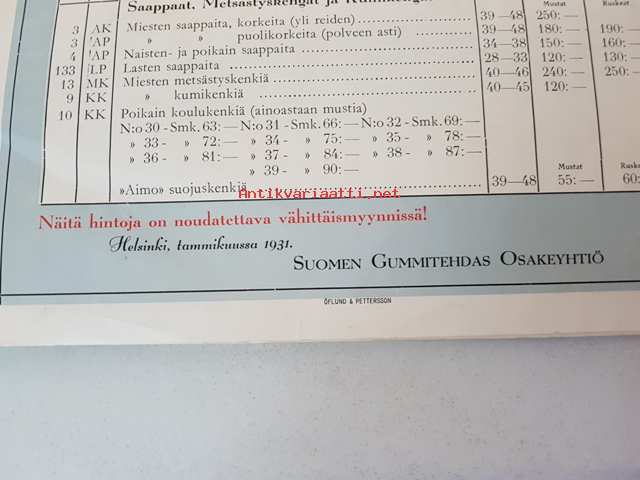 Saappaat, Metsästyskengät ja
Mustat Ruskeat
3 AK Miesten saappaita, korkeita (yli reiden) 39—48 250:—
3 AP » » puolikorkeita (polveen asti) 39—48 180:— 190:—
4 AP Naisten- ja poikain saappaita 34—38 150:— 160:
133 LP Lasten saappaita 28—33 120:— 130:
13 MK Miesten metsästyskenkiä 40—46 240:— 250:
9 KK » kumikenkiä 40—45 120:—
10 KK Poikain koulukenkiä (ainoastaan mustia)
N:o 30 - Smk. 63:— N:o 31 - Smk. 66:— N:o 32 - Smk. 69:—
» 33 - » 72:— » 34 - » 75:— » 35 - » 78:—
» 36 - » 81:— » 37 - » 84:— » 38 - » 87:—
» 39 - » 90:—
Mustat Ruskeat
»Aimo» suojuskenkiä 39—48 55:— 60:
Antikvariaatti.net
Näitä hintoja on noudatettava vähittäismyynnissä!
Helsinki, tammikuussa 1931.
SUOMEN GUMMITEHDAS OSAKEYHTIÖ
ÖFLUND & PETTERSSON